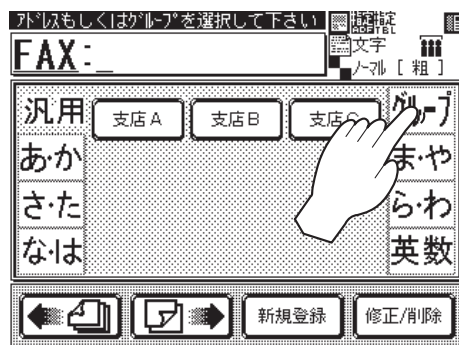 アドレスもしくはグループを選択して下さい
文字
FAX:_
ノーマル [ 粗 ]
汎用 支店A 支店B 支店 グループ
あ・か ま・や
さ・た ら・わ
な・は 英数
新規登録 修正/削除